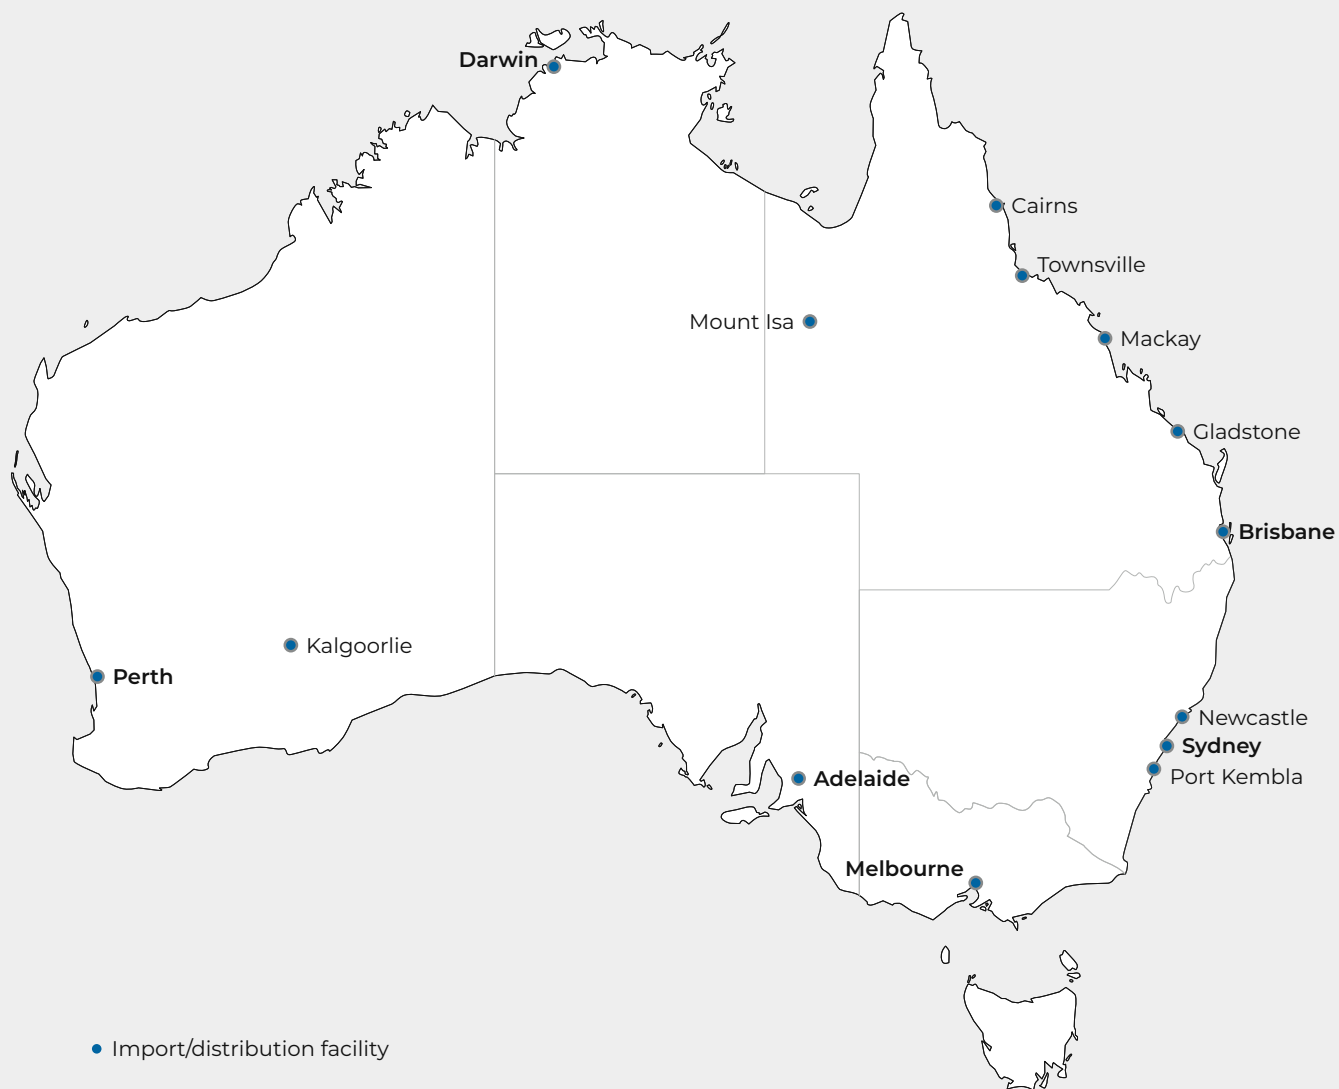 Darwin
Cairns
Townsville
Mount Isa
Mackay
Gladstone
Brisbane
Kalgoorlie
Perth
Newcastle
Sydney
Port Kembla
Adelaide
Melbourne
Import/distribution facility